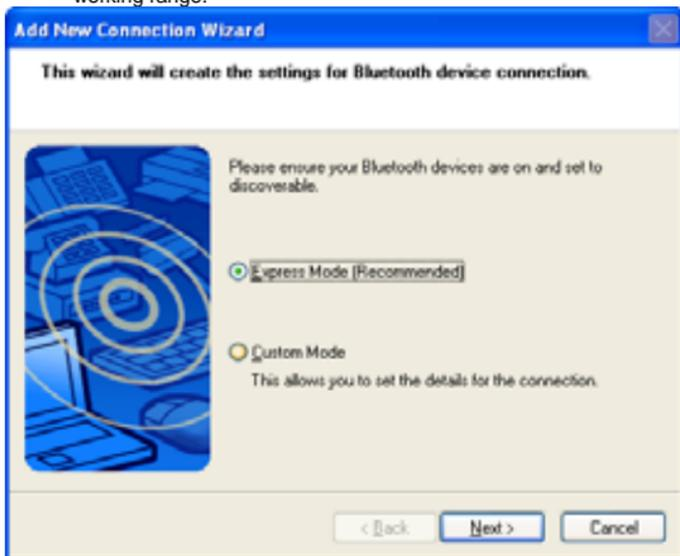 working range.
Add New Connection Wizard
This wizard will create the settings for Bluetooth device connection.
Please ensure your Bluetooth devices are on and set to
discoverable.
Express Mode (Recommended)
Custom Mode
This allows you to set the details for the connection.
< Back
Next >
Cancel